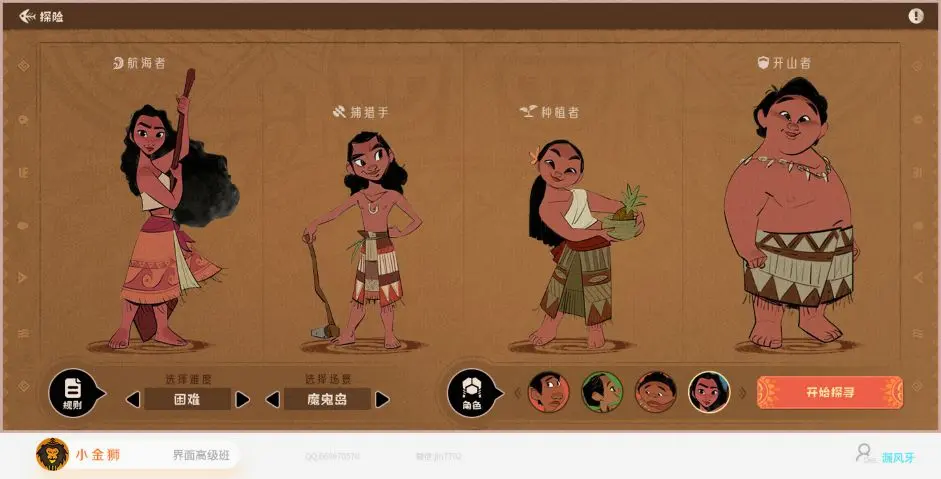 探险
航海者
捕猎手
种植者
开山者
规则
选择难度
困难
选择场景
魔鬼岛
角色
开始探寻
小金狮
界面高级班
Des.
漏风牙